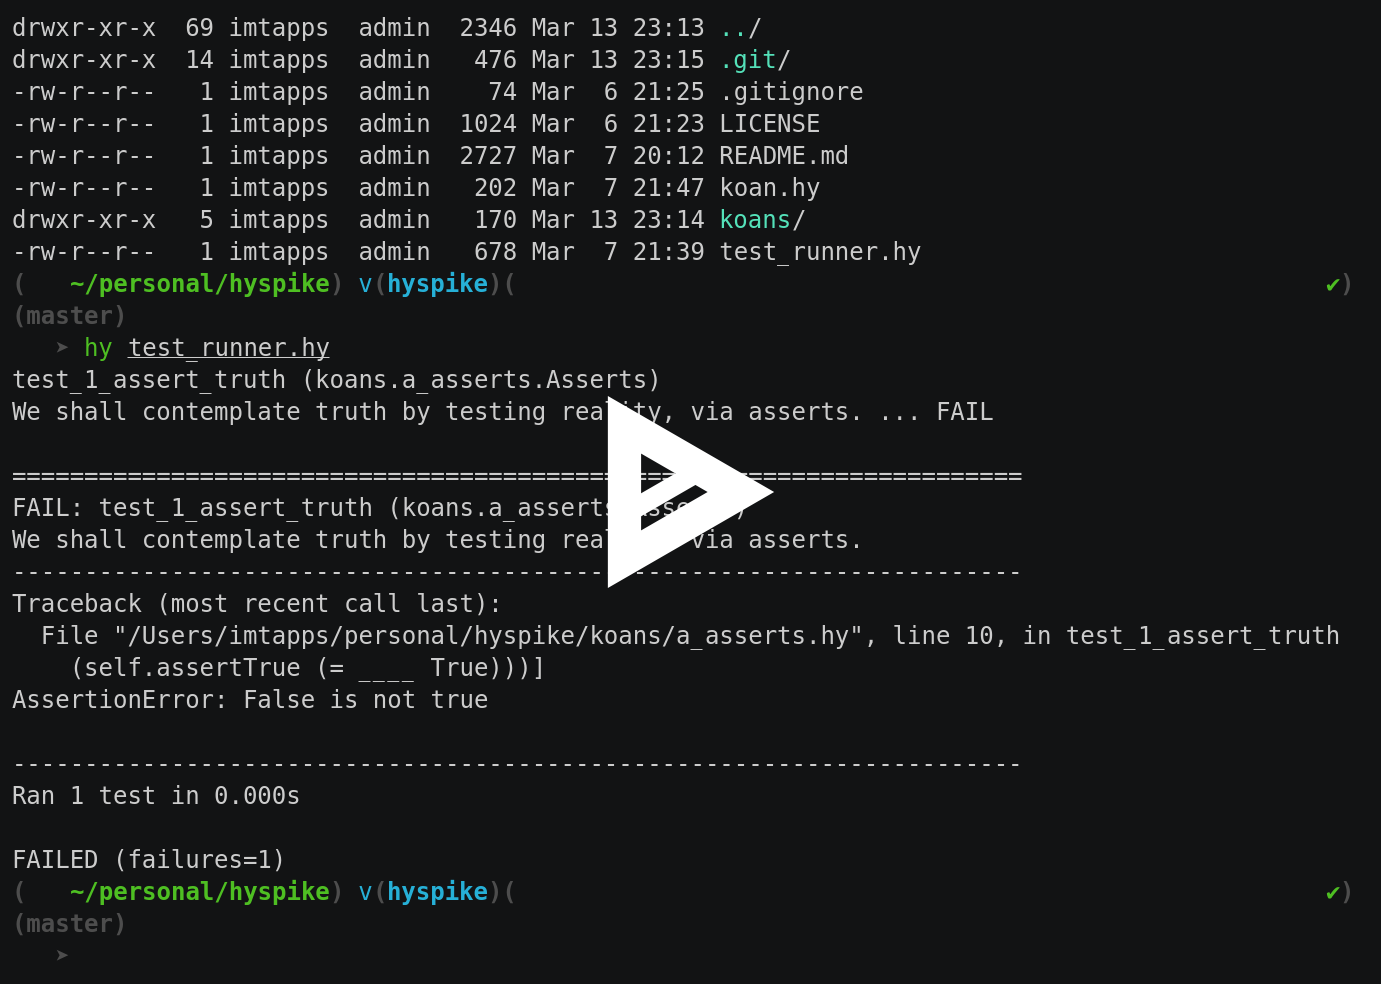 drwxr-xr-x  69 imtapps  admin  2346 Mar 13 23:13 ../
drwxr-xr-x  14 imtapps  admin   476 Mar 13 23:15 .git/
-rw-r--r--   1 imtapps  admin    74 Mar  6 21:25 .gitignore
-rw-r--r--   1 imtapps  admin  1024 Mar  6 21:23 LICENSE
-rw-r--r--   1 imtapps  admin  2727 Mar  7 20:12 README.md
-rw-r--r--   1 imtapps  admin   202 Mar  7 21:47 koan.hy
drwxr-xr-x   5 imtapps  admin   170 Mar 13 23:14 koans/
-rw-r--r--   1 imtapps  admin   678 Mar  7 21:39 test_runner.hy
(   ~/personal/hyspike) v(hyspike)(                                                        ✔)
(master)
   ➤ hy test_runner.hy
test_1_assert_truth (koans.a_asserts.Asserts)
We shall contemplate truth by testing reality, via asserts. ... FAIL

======================================================================
FAIL: test_1_assert_truth (koans.a_asserts.Asserts)
We shall contemplate truth by testing reality, via asserts.
----------------------------------------------------------------------
Traceback (most recent call last):
  File "/Users/imtapps/personal/hyspike/koans/a_asserts.hy", line 10, in test_1_assert_truth
    (self.assertTrue (= ____ True)))]
AssertionError: False is not true

----------------------------------------------------------------------
Ran 1 test in 0.000s

FAILED (failures=1)
(   ~/personal/hyspike) v(hyspike)(                                                        ✔)
(master)
   ➤